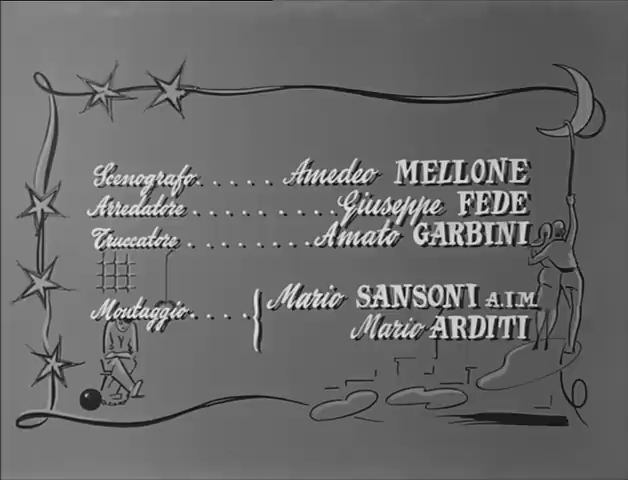 Scenografo...... Amedeo MELLONE
Arredatore.......... Giuseppe FEDE
Truccatore......... Amato GARBINI
Montaggio..... { Mario SANSONI A.I.M.
Mario ARDITI